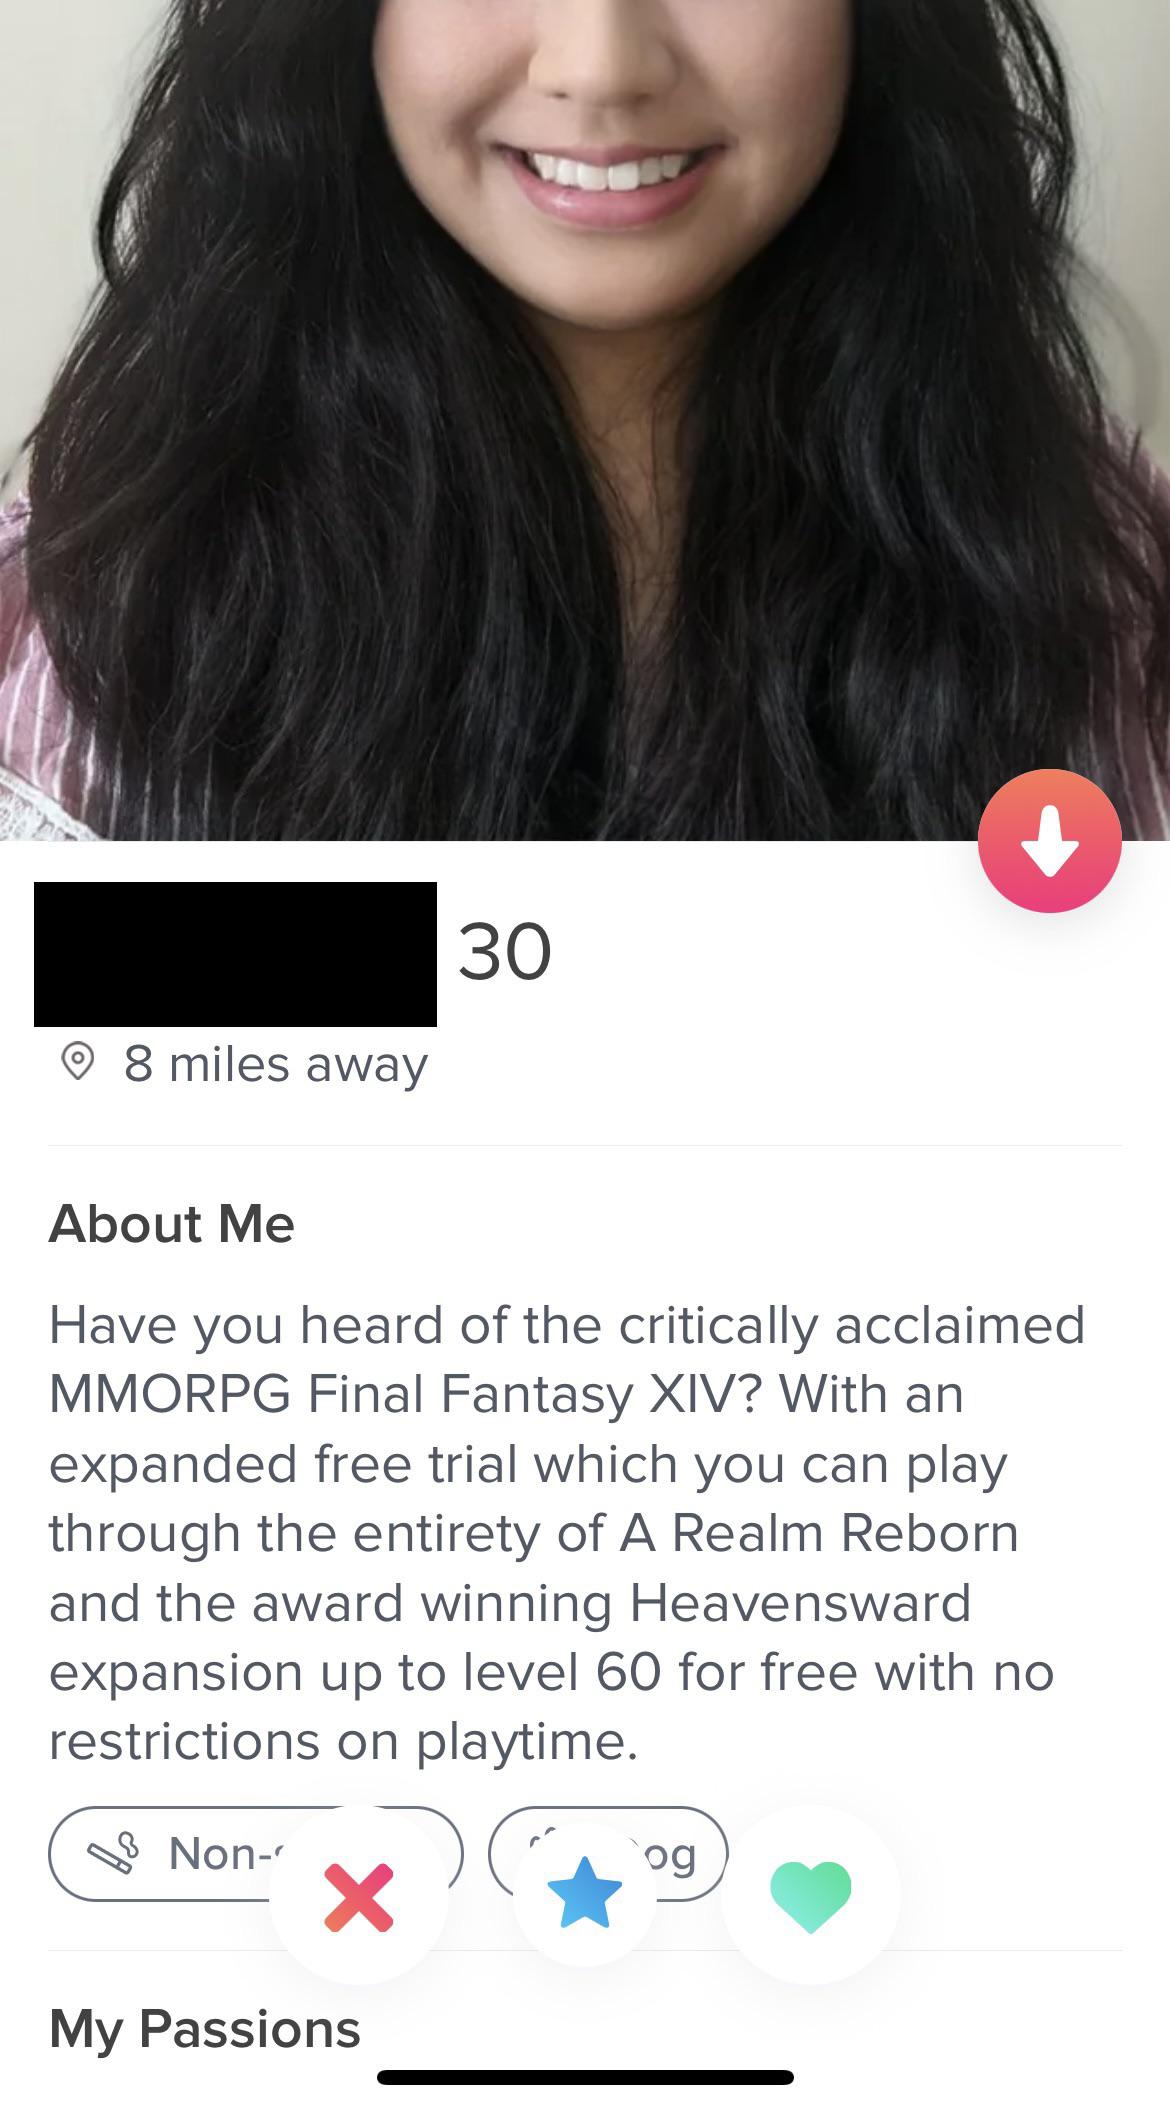 30
8 miles away
About Me
Have you heard of the critically acclaimed
MMORPG Final Fantasy XIV? With an
expanded free trial which you can play
through the entirety of A Realm Reborn
and the award winning Heavensward
expansion up to level 60 for free with no
restrictions on playtime.
My Passions